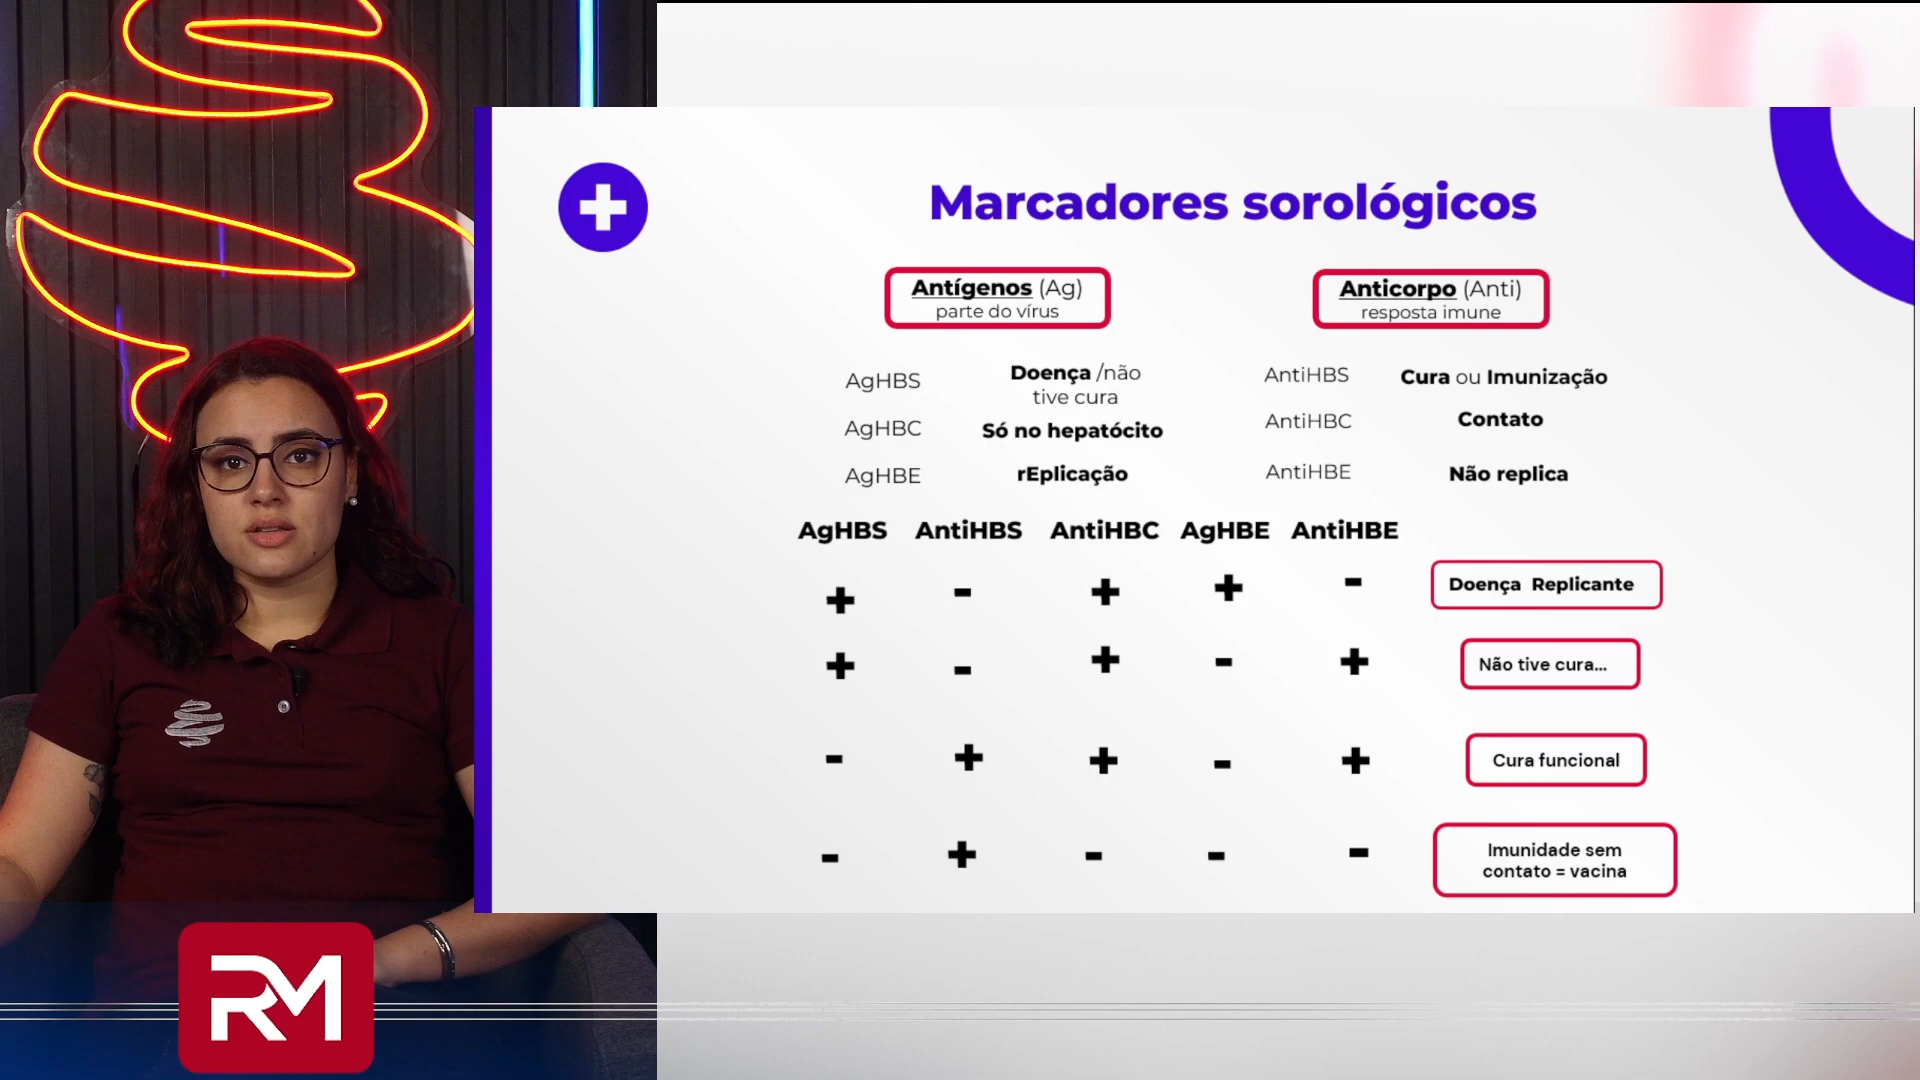 Marcadores sorológicos
Antígenos (Ag)
parte do vírus
Anticorpo (Anti)
resposta imune
AgHBS
Doença /não
tive cura
AntiHBS
Cura ou Imunização
AgHBC
Só no hepatócito
AntiHBC
Contato
AgHBE
rEplicação
AntiHBE
Não replica
AgHBS AntiHBS AntiHBC AgHBE AntiHBE
+ - + + - Doença Replicante
+ - + - + Não tive cura...
- + + - + Cura funcional
- + - - -
Imunidade sem
contato = vacina
RM